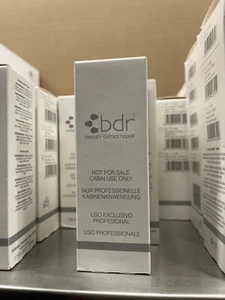 bdr
beauty defect repair
NOT FOR SALE
CABIN USE ONLY
NUR PROFESSIONELLE
KABINENANWENDUNG
USO EXCLUSIVO
PROFESIONAL
USO PROFESSIONALE